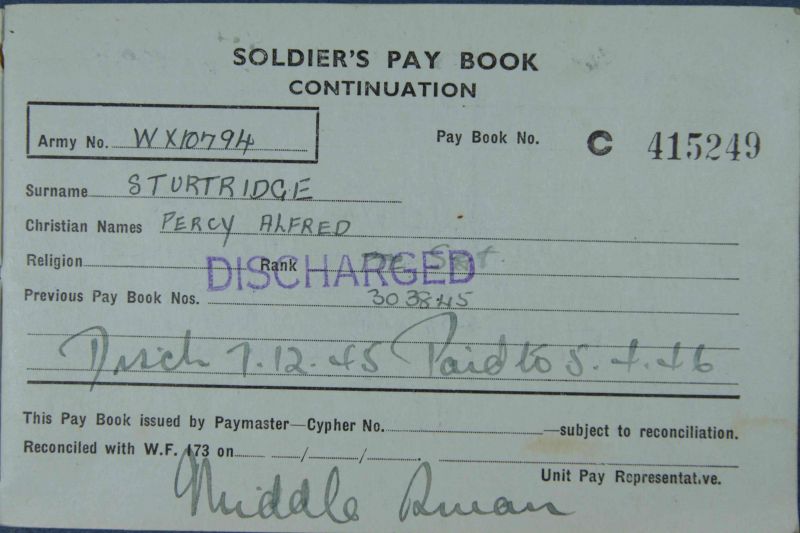 SOLDIER'S PAY BOOK
CONTINUATION
Army No. WX10794
Pay Book No. C 415249
Surname STURTRIDGE
Christian Names PERCY ALFRED
Religion Rank Sgt.
DISCHARGED
Previous Pay Book Nos. 303845
Disch 7.12.45 Paid to 5.4.46
This Pay Book issued by Paymaster—Cypher No. —subject to reconciliation.
Reconciled with W.F. 173 on / / .
Unit Pay Representative.
Middle